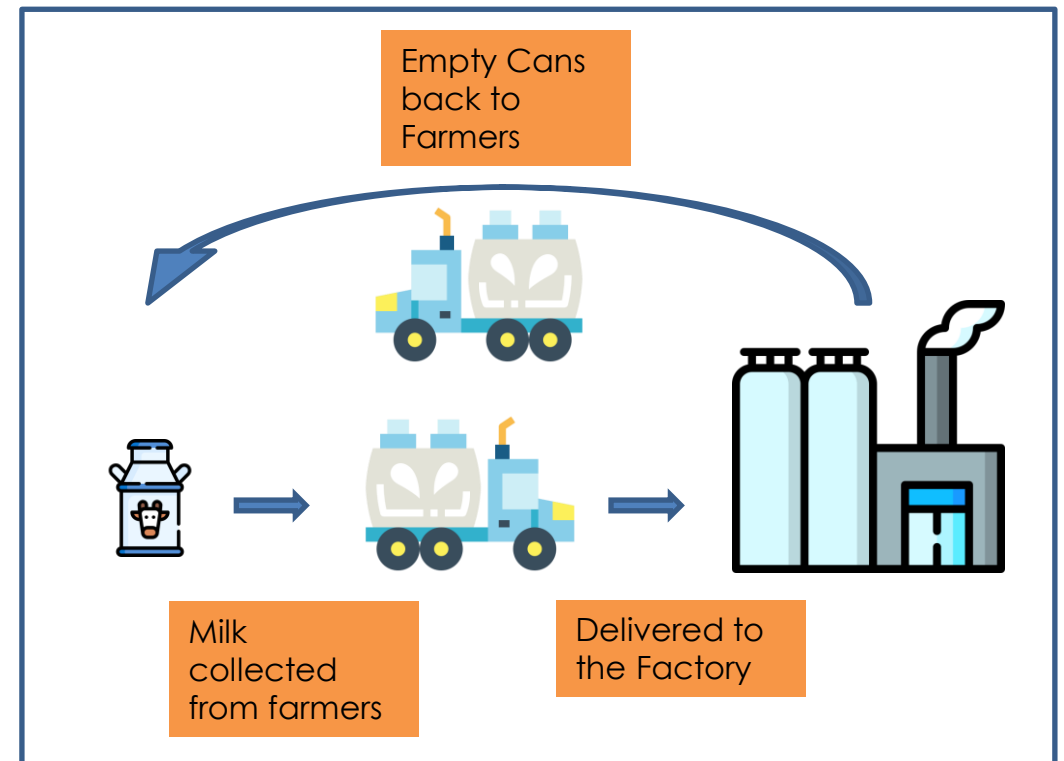 Empty Cans
back to
Farmers
Milk
collected
from farmers
Delivered to
the Factory